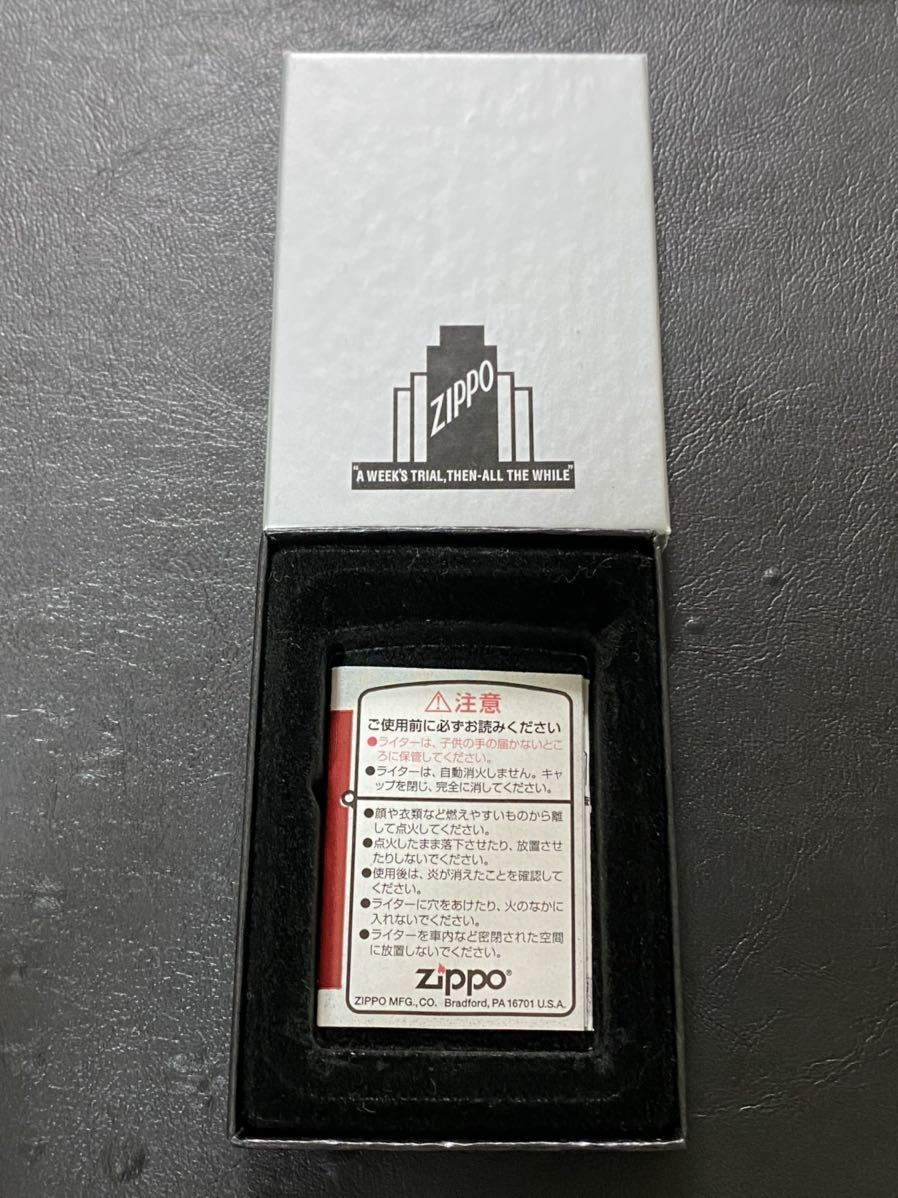 ZIPPO
"A WEEK'S TRIAL,THEN-ALL THE WHILE"
⚠注意
ご使用前に必ずお読みください
●ライターは、子供の手の届かないとこ
ろに保管してください。
●ライターは、自動消火しません。キャ
ップを閉じ、完全に消してください。
●顔や衣類など燃えやすいものから離
して点火してください。
●点火したまま落下させたり、放置させ
たりしないでください。
●使用後は、炎が消えたことを確認して
ください。
●ライターに穴をあけたり、火のなかに
入れないでください。
●ライターを車内など密閉された空間
に放置しないでください。
zippo®
ZIPPO MFG.,CO. Bradford, PA 16701 U.S.A.